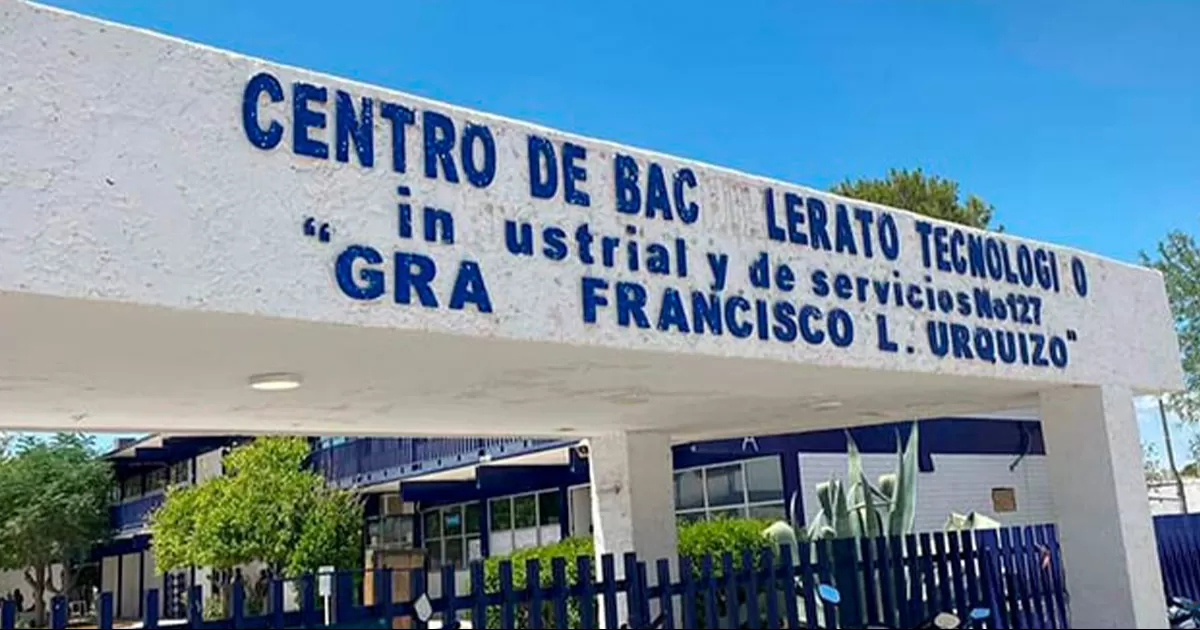 CENTRO DE BAC LERATO TECNOLOGI O
in ustrial y de servicios No127
“GRA FRANCISCO L. URQUIZO”